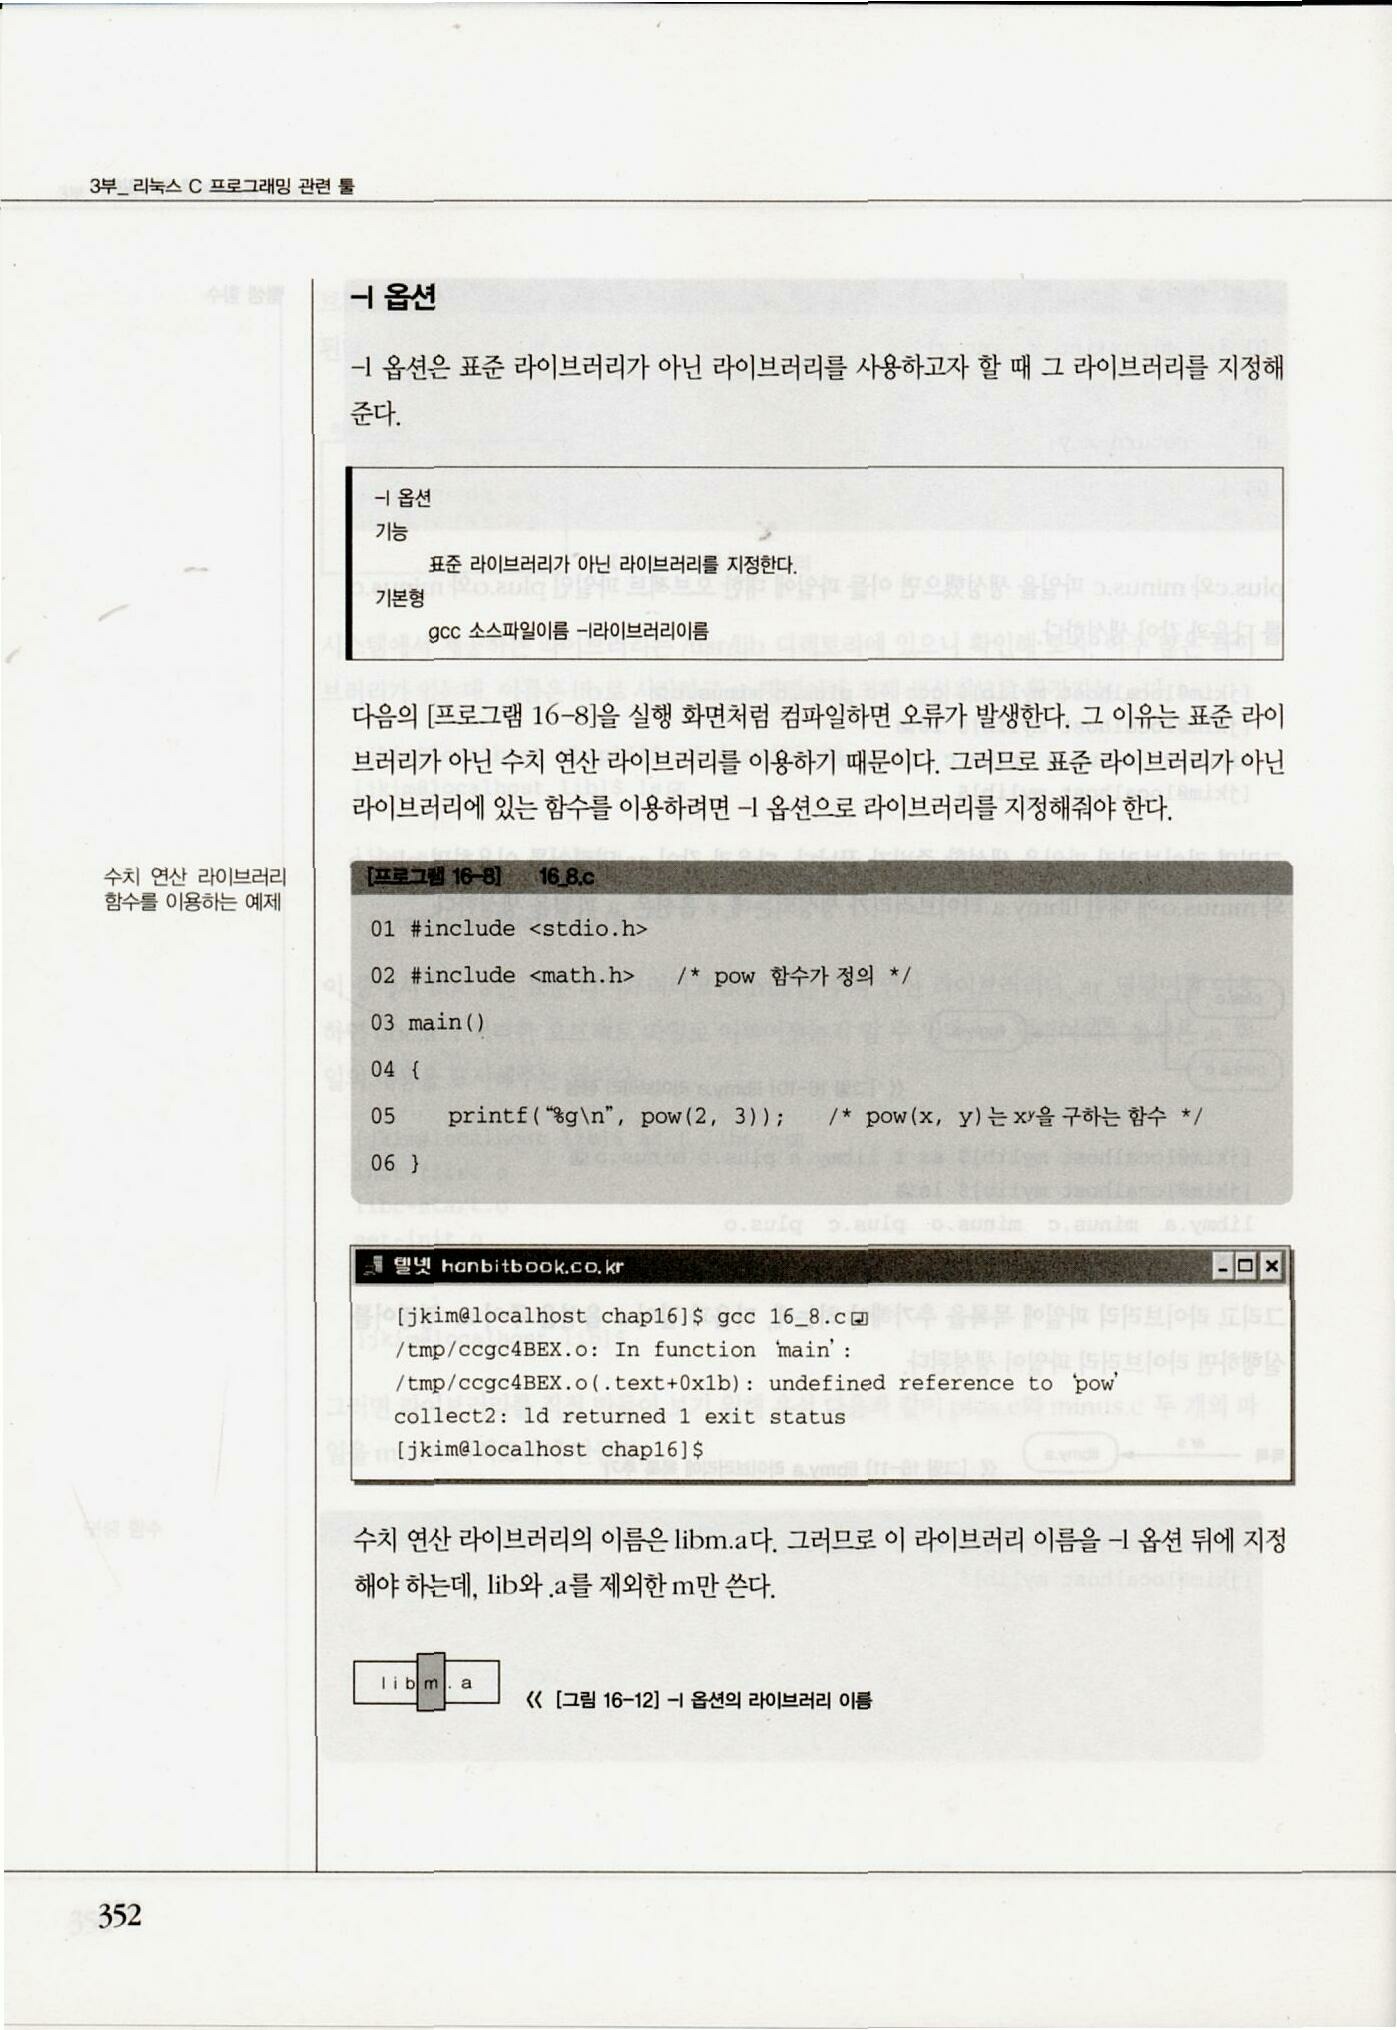 3부_ 리눅스 C 프로그래밍 관련 툴
-l 옵션
-l 옵션은 표준 라이브러리가 아닌 라이브러리를 사용하고자 할 때 그 라이브러리를 지정해
준다.
-l 옵션
기능
표준 라이브러리가 아닌 라이브러리를 지정한다.
기본형
gcc 소스파일이름 -l라이브러리이름
다음의 [프로그램 16-8]을 실행 화면처럼 컴파일하면 오류가 발생한다. 그 이유는 표준 라이
브러리가 아닌 수치 연산 라이브러리를 이용하기 때문이다. 그러므로 표준 라이브러리가 아닌
라이브러리에 있는 함수를 이용하려면 -l 옵션으로 라이브러리를 지정해줘야 한다.
수치 연산 라이브러리
함수를 이용하는 예제
[프로그램 16-8] 16_8.c
01 #include <stdio.h>
02 #include <math.h> /* pow 함수가 정의 */
03 main()
04 {
05 printf("%g\n", pow(2, 3)); /* pow(x, y)는 xʸ을 구하는 함수 */
06 }
텔넷 hanbitbook.co.kr
[jkim@localhost chap16]$ gcc 16_8.c
/tmp/ccgc4BEX.o: In function ‘main’:
/tmp/ccgc4BEX.o(.text+0x1b): undefined reference to ‘pow’
collect2: ld returned 1 exit status
[jkim@localhost chap16]$
수치 연산 라이브러리의 이름은 libm.a다. 그러므로 이 라이브러리 이름을 -l 옵션 뒤에 지정
해야 하는데, lib와 .a를 제외한 m만 쓴다.
lib m . a
《 [그림 16-12] -l 옵션의 라이브러리 이름
352